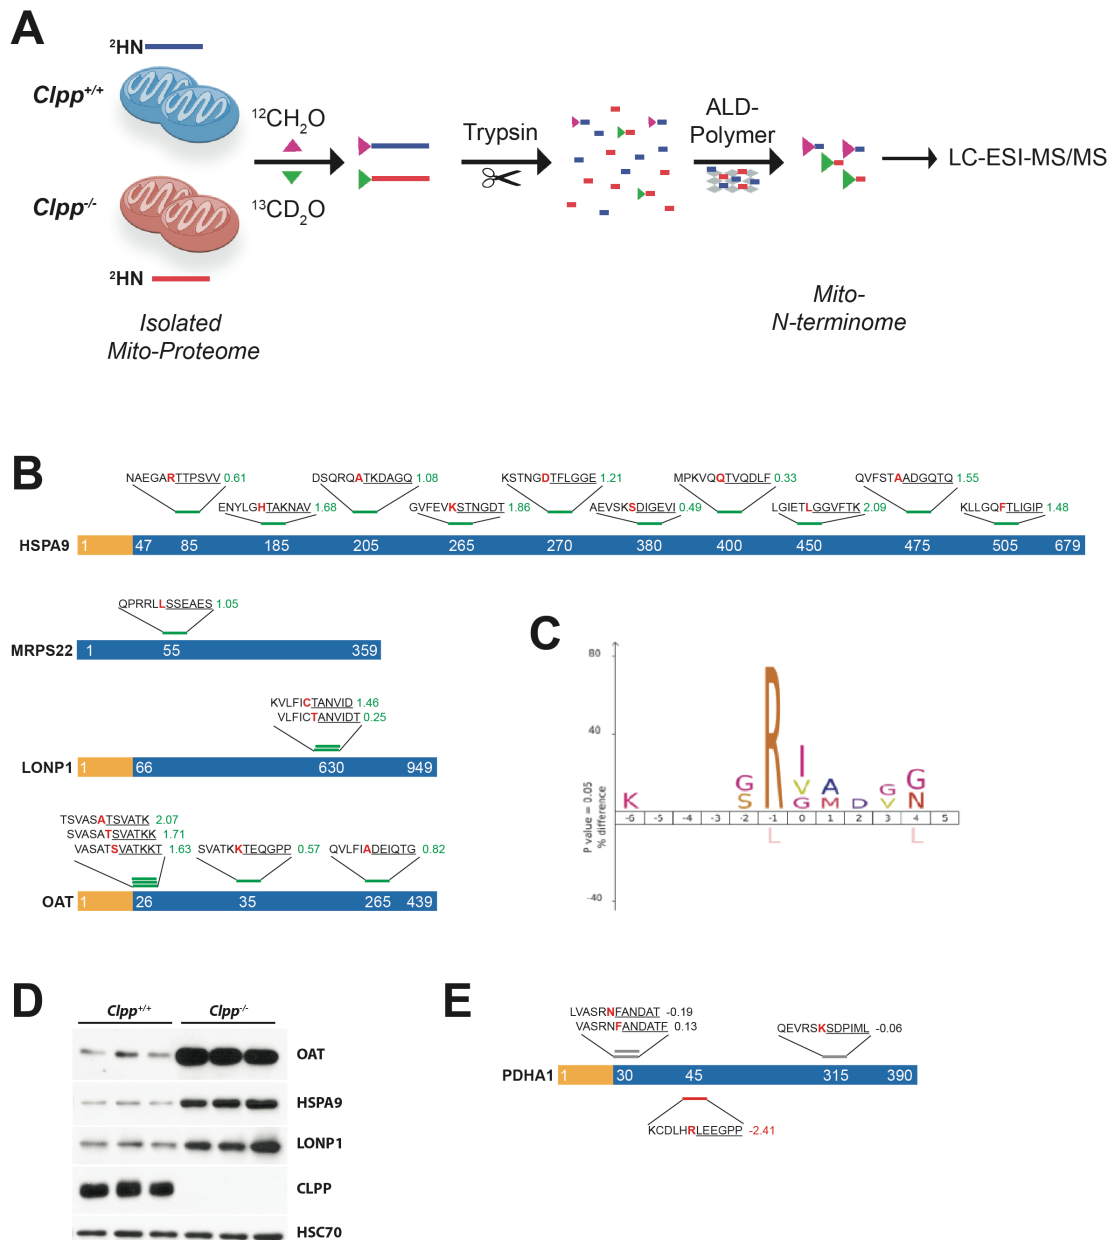 A
²HN
Clpp+/+
¹²CH₂O
Trypsin
ALD-
Polymer
LC-ESI-MS/MS
Clpp-/-
¹³CD₂O
²HN
Isolated
Mito-Proteome
Mito-
N-terminome
B
NAEGARTTPSVV 0.61
DSQRQATKDAGQ 1.08
KSTNGDTFLGGE 1.21
MPKVQQTVQDLF 0.33
QVFSTAADGQTQ 1.55
ENYLGHTAKNAV 1.68
GVFEVKSTNGDT 1.86
AEVSKSDIGEVI 0.49
LGIETLGGVFTK 2.09
KLLGQFTLIGIP 1.48
HSPA9 1 47 85 185 205 265 270 380 400 450 475 505 679
QPRRLLSSEAES 1.05
MRPS22 1 55 359
KVLFICTANVID 1.46
VLFICTANVIDT 0.25
LONP1 1 66 630 949
TSVASATSVATK 2.07
SVASATSVATKK 1.71
VASATSVATKKT 1.63
SVATKKTEQGPP 0.57
QVLFIADEIQTG 0.82
OAT 1 26 35 265 439
C
80
40
-40
P value = 0.05
% difference
K G S R I V G A M D G V G N
-6 -5 -4 -3 -2 -1 0 1 2 3 4 5
L L
D
Clpp+/+ Clpp-/-
OAT
HSPA9
LONP1
CLPP
HSC70
E
LVASRNFANDAT -0.19
VASRNFANDATF 0.13
QEVRSKSDPIML -0.06
PDHA1 1 30 45 315 390
KCDLHRLEEGPP -2.41